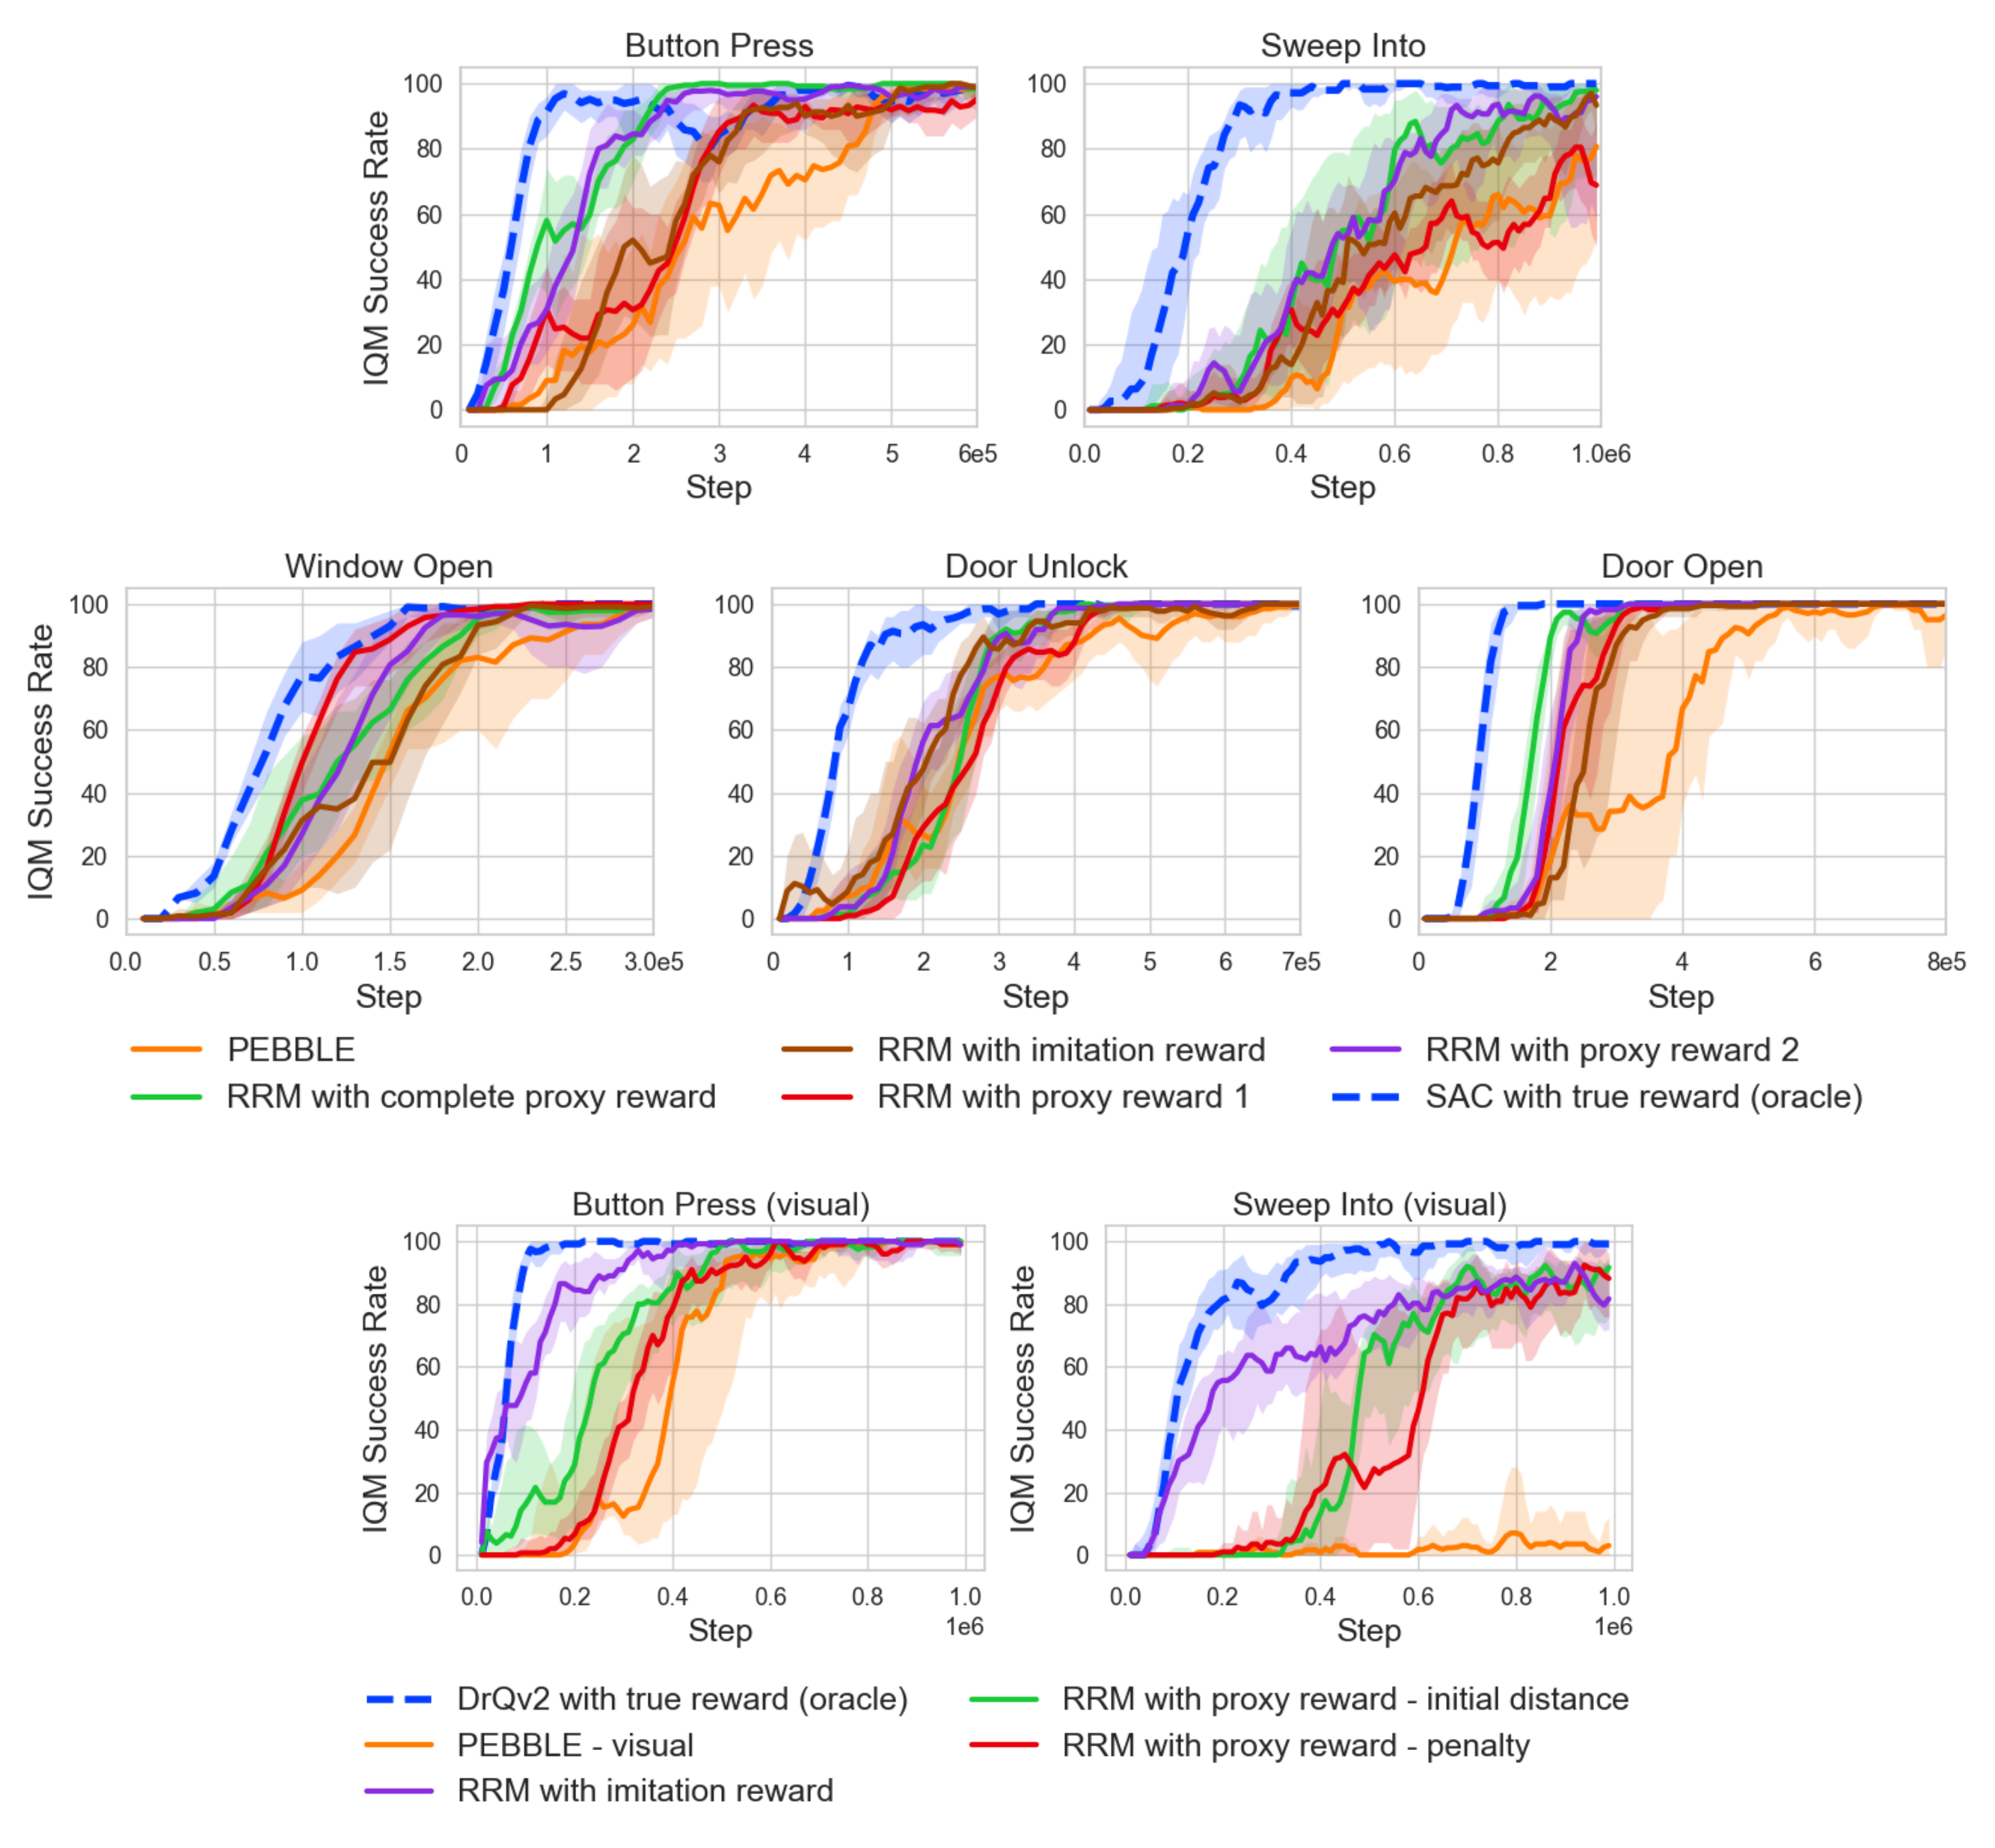 Button Press
Sweep Into
IQM Success Rate
100
80
60
40
20
0
0 1 2 3 4 5 6e5
Step
100
80
60
40
20
0
0.0 0.2 0.4 0.6 0.8 1.0e6
Step
Window Open
Door Unlock
Door Open
IQM Success Rate
100
80
60
40
20
0
0.0 0.5 1.0 1.5 2.0 2.5 3.0e5
Step
100
80
60
40
20
0
0 1 2 3 4 5 6 7e5
Step
100
80
60
40
20
0
0 2 4 6 8e5
Step
PEBBLE
RRM with complete proxy reward
RRM with imitation reward
RRM with proxy reward 1
RRM with proxy reward 2
SAC with true reward (oracle)
Button Press (visual)
Sweep Into (visual)
IQM Success Rate
100
80
60
40
20
0
0.0 0.2 0.4 0.6 0.8 1.0
Step
1e6
IQM Success Rate
100
80
60
40
20
0
0.0 0.2 0.4 0.6 0.8 1.0
Step
1e6
DrQv2 with true reward (oracle)
PEBBLE - visual
RRM with imitation reward
RRM with proxy reward - initial distance
RRM with proxy reward - penalty